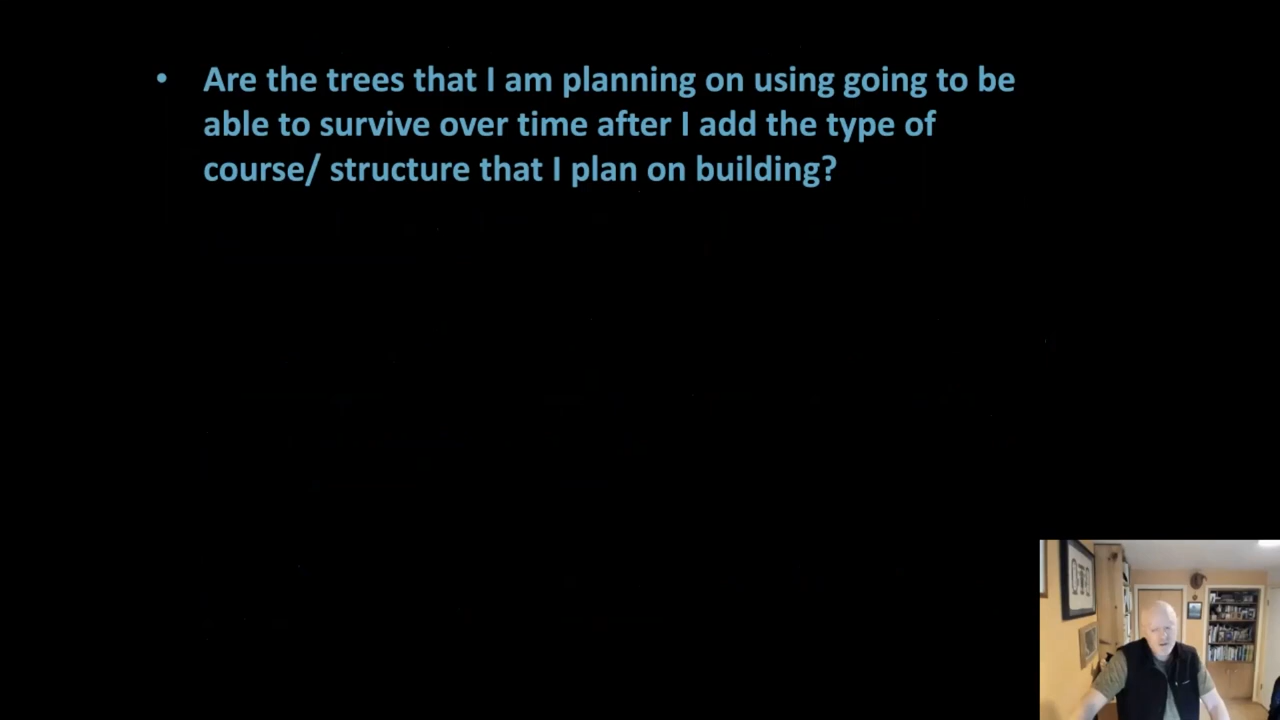 • Are the trees that I am planning on using going to be
able to survive over time after I add the type of
course/ structure that I plan on building?